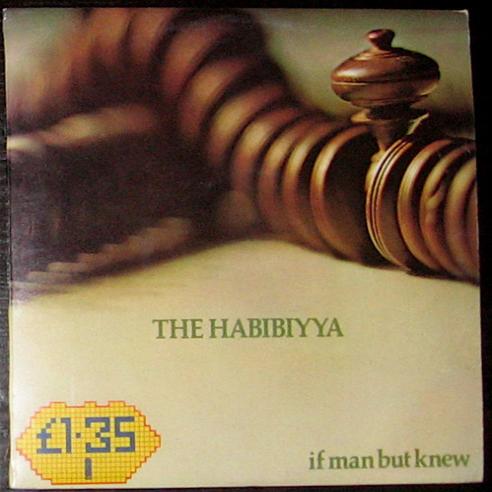 THE HABIBIYYA
£1·35
if man but knew